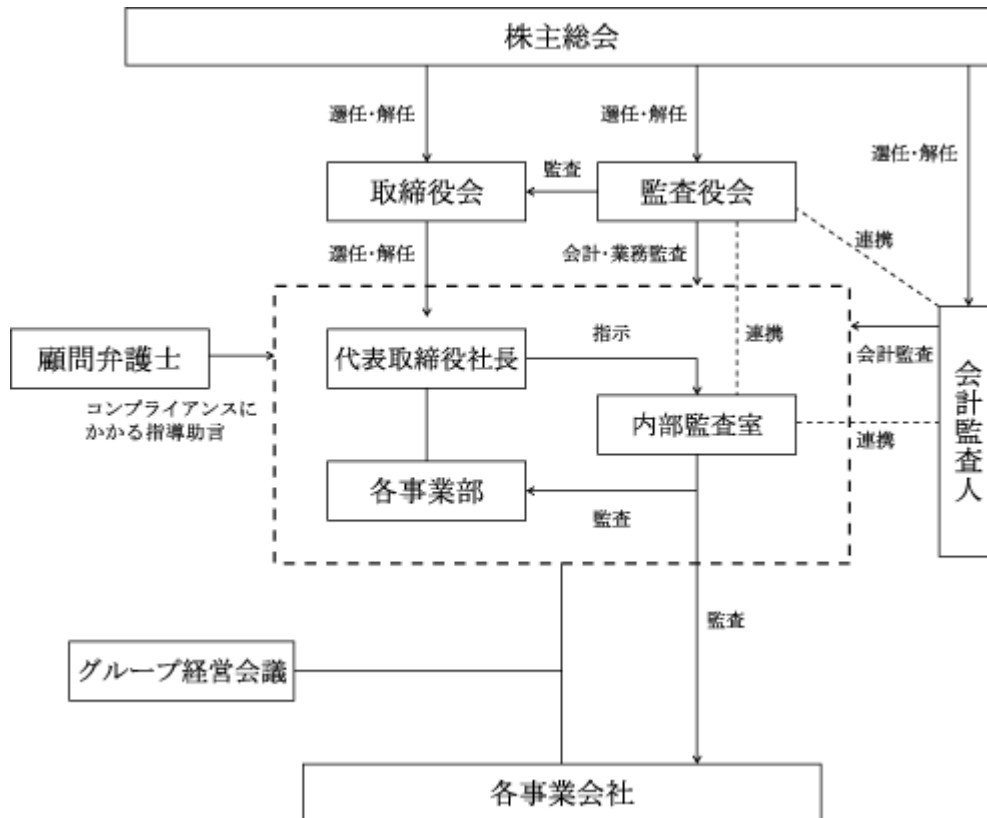 株主総会
選任・解任
選任・解任
選任・解任
取締役会
監査
監査役会
連携
選任・解任
会計・業務監査
顧問弁護士
コンプライアンスに
かかる指導助言
代表取締役社長
指示
連携
会計監査
会計監査人
内部監査室
連携
各事業部
監査
監査
グループ経営会議
各事業会社